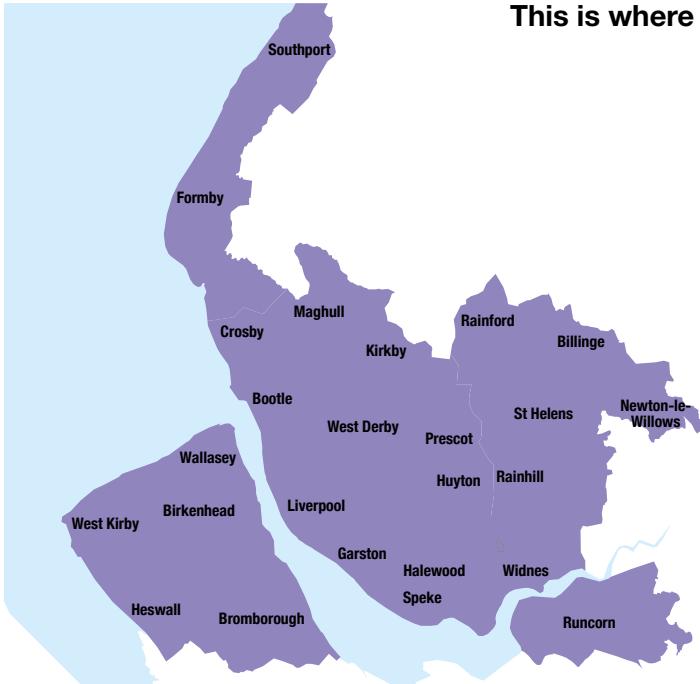 This is where
Southport
Formby
Maghull
Rainford
Crosby
Billinge
Kirkby
Bootle
Newton-le-
Willows
St Helens
West Derby
Prescot
Wallasey
Rainhill
Huyton
Liverpool
Birkenhead
West Kirby
Garston
Halewood
Widnes
Speke
Heswall
Bromborough
Runcorn